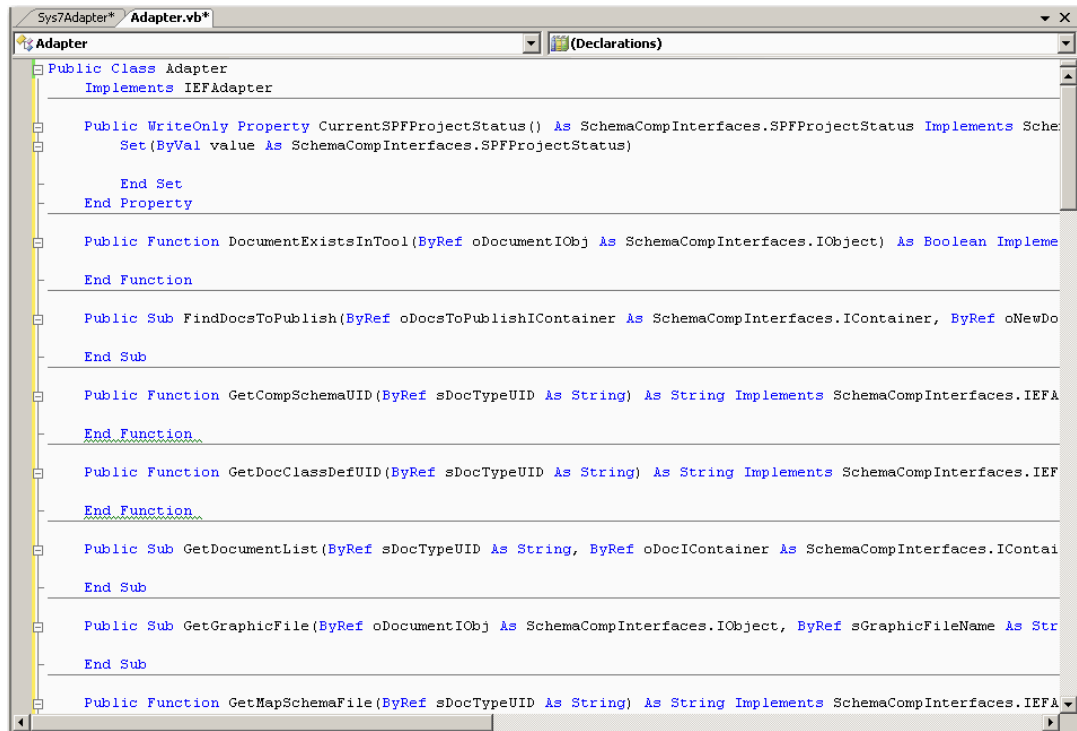 Sys7Adapter* Adapter.vb*
Adapter (Declarations)
Public Class Adapter
Implements IEFAdapter
Public WriteOnly Property CurrentSPFProjectStatus() As SchemaCompInterfaces.SPFProjectStatus Implements Sche
Set(ByVal value As SchemaCompInterfaces.SPFProjectStatus)
End Set
End Property
Public Function DocumentExistsInTool(ByRef oDocumentIObj As SchemaCompInterfaces.IObject) As Boolean Impleme
End Function
Public Sub FindDocsToPublish(ByRef oDocsToPublishIContainer As SchemaCompInterfaces.IContainer, ByRef oNewDo
End Sub
Public Function GetCompSchemaUID(ByRef sDocTypeUID As String) As String Implements SchemaCompInterfaces.IEFA
End Function
Public Function GetDocClassDefUID(ByRef sDocTypeUID As String) As String Implements SchemaCompInterfaces.IEF
End Function
Public Sub GetDocumentList(ByRef sDocTypeUID As String, ByRef oDocIContainer As SchemaCompInterfaces.IContai
End Sub
Public Sub GetGraphicFile(ByRef oDocumentIObj As SchemaCompInterfaces.IObject, ByRef sGraphicFileName As Str
End Sub
Public Function GetMapSchemaFile(ByRef sDocTypeUID As String) As String Implements SchemaCompInterfaces.IEFA